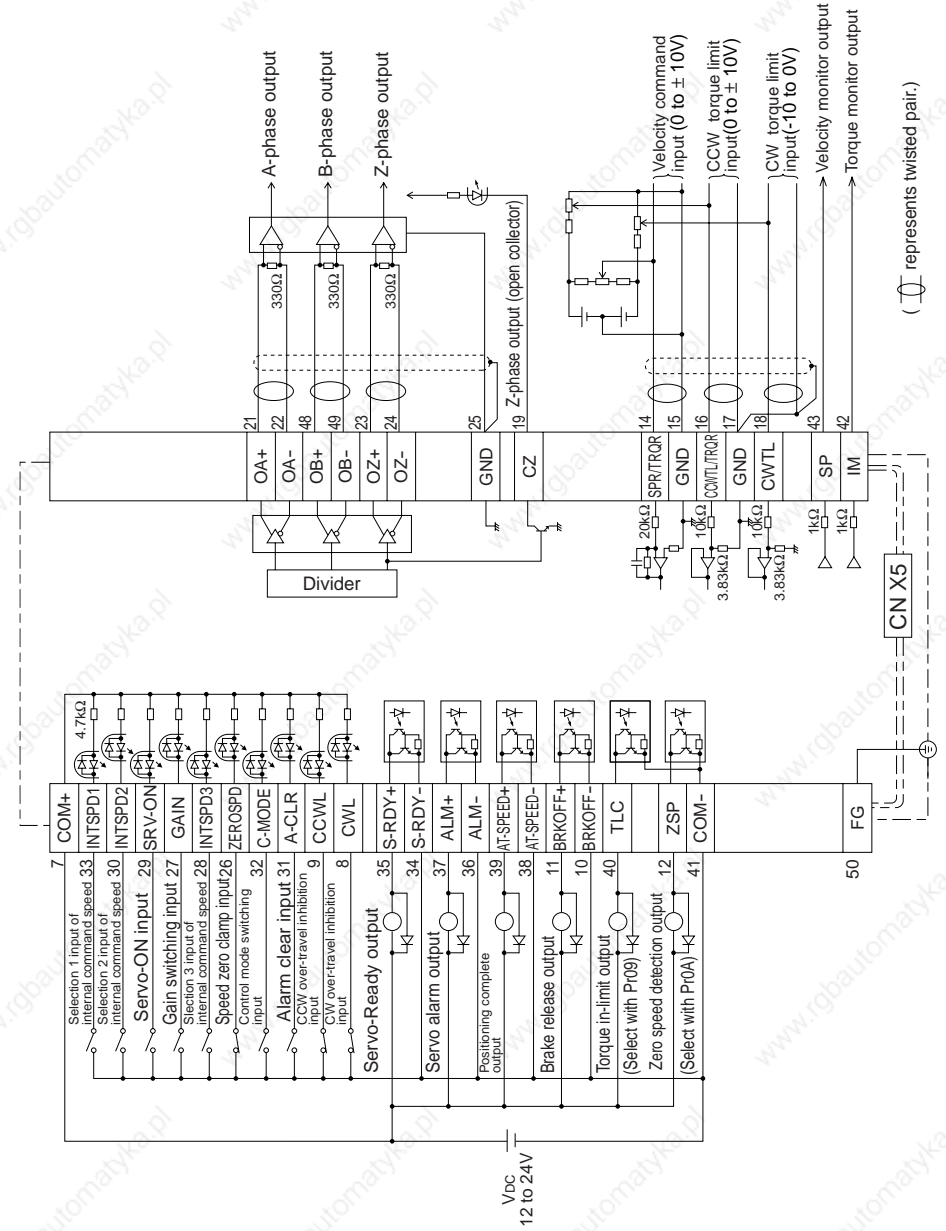 COM+
INTSPD1
INTSPD2
SRV-ON
GAIN
INTSPD3
ZEROSPD
C-MODE
A-CLR
CCWL
CWL
S-RDY+
S-RDY−
ALM+
ALM−
AT-SPEED+
AT-SPEED−
BRKOFF+
BRKOFF−
TLC
ZSP
COM−
FG
4.7kΩ
7
Selection 1 input of
internal command speed 33
Selection 2 input of
internal command speed 30
Servo-ON input 29
Gain switching input 27
Slection 3 input of
internal command speed 28
Speed zero clamp input26
Control mode switching
input
32
Alarm clear input 31
CCW over-travel inhibition
input
9
CW over-travel inhibition
input
8
Servo-Ready output
35
34
Servo alarm output
37
36
Positioning complete
output
39
38
Brake release output
11
10
Torque in-limit output
(Select with Pr09)
40
Zero speed detection output
(Select with Pr0A)
12
41
50
VDC
12 to 24V
Divider
OA+
OA−
OB+
OB−
OZ+
OZ−
GND
CZ
SPR/TRQR
GND
CCWTL/TRQR
GND
CWTL
SP
IM
21
22
48
49
23
24
25
19
14
15
16
17
18
43
42
330Ω
330Ω
330Ω
A-phase output
B-phase output
Z-phase output
Z-phase output (open collector)
20kΩ
10kΩ
3.83kΩ
10kΩ
3.83kΩ
1kΩ
1kΩ
Velocity command
input (0 to ± 10V)
CCW torque limit
input(0 to ± 10V)
CW torque limit
input(-10 to 0V)
Velocity monitor output
Torque monitor output
CN X5
( represents twisted pair.)
www.rgbautomatyka.pl